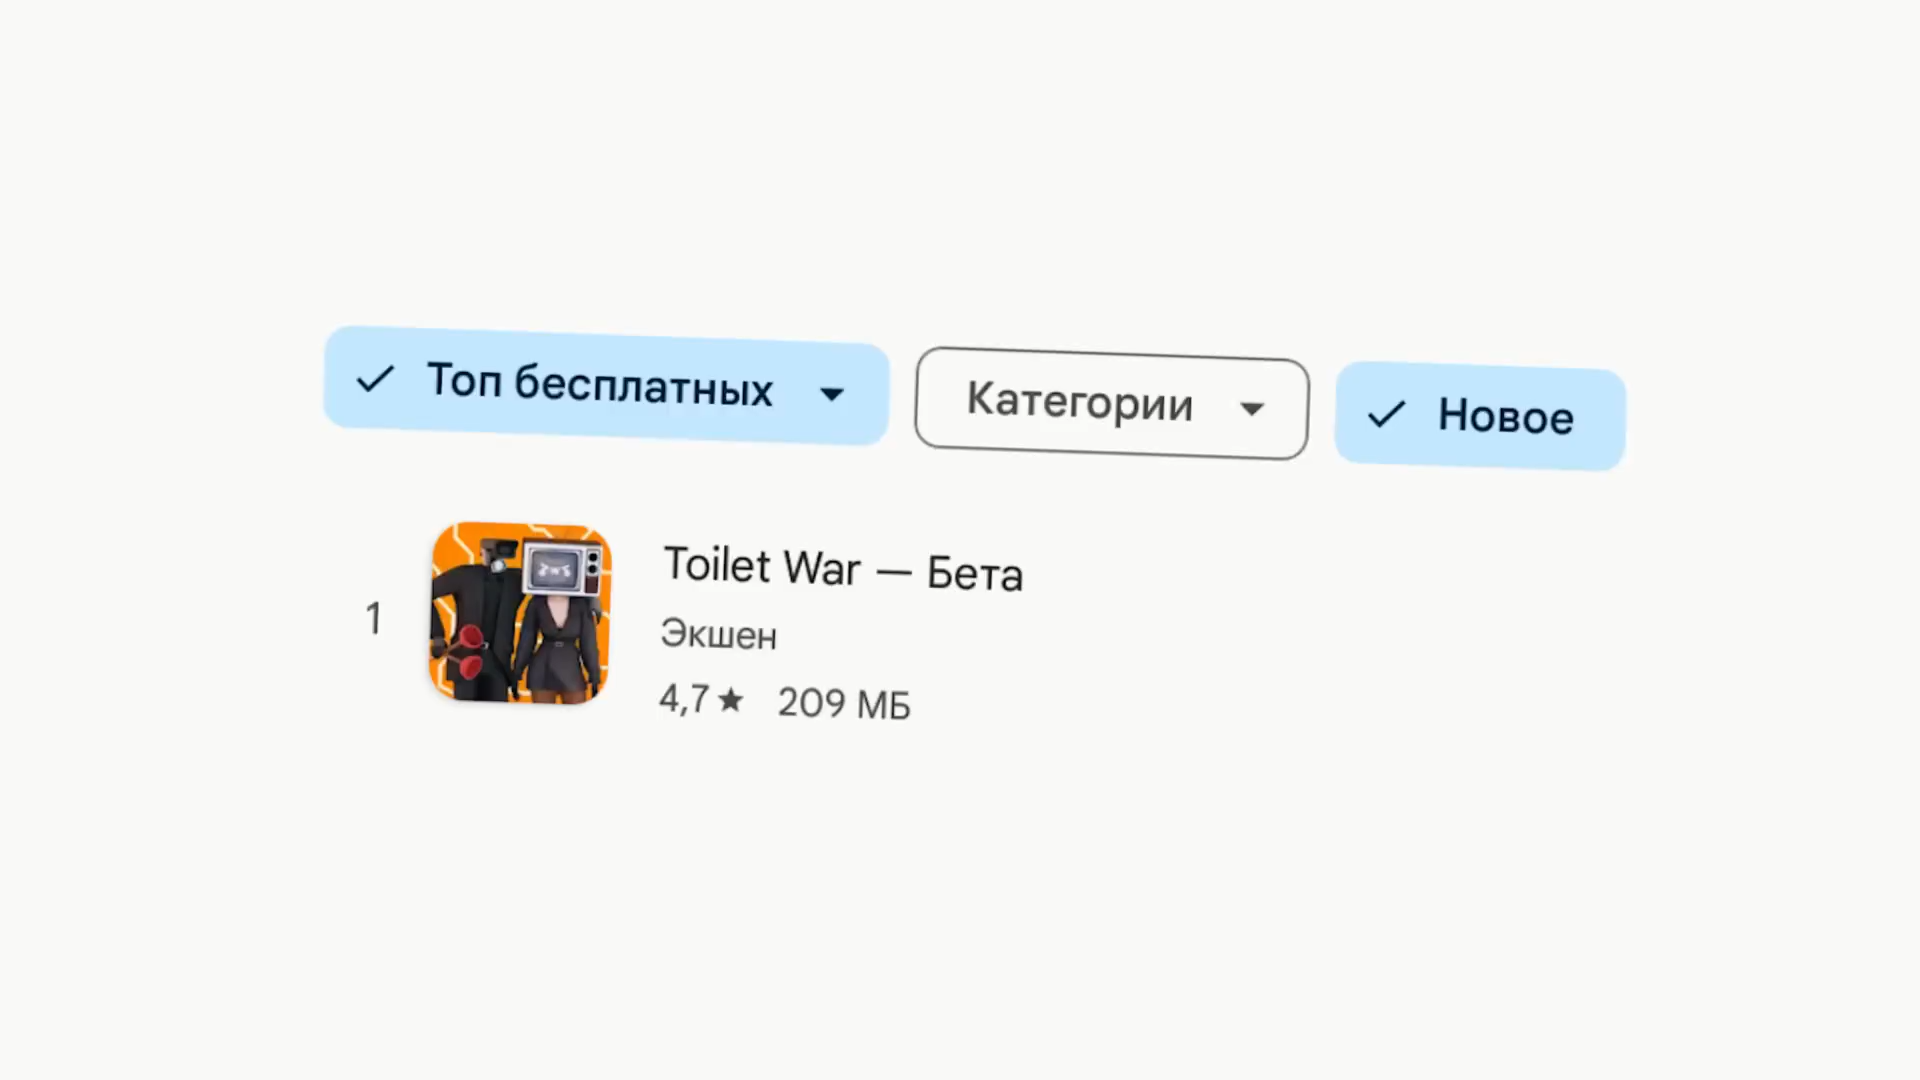 Топ бесплатных Категории Новое
1
Toilet War — Бета
Экшен
4,7★ 209 МБ